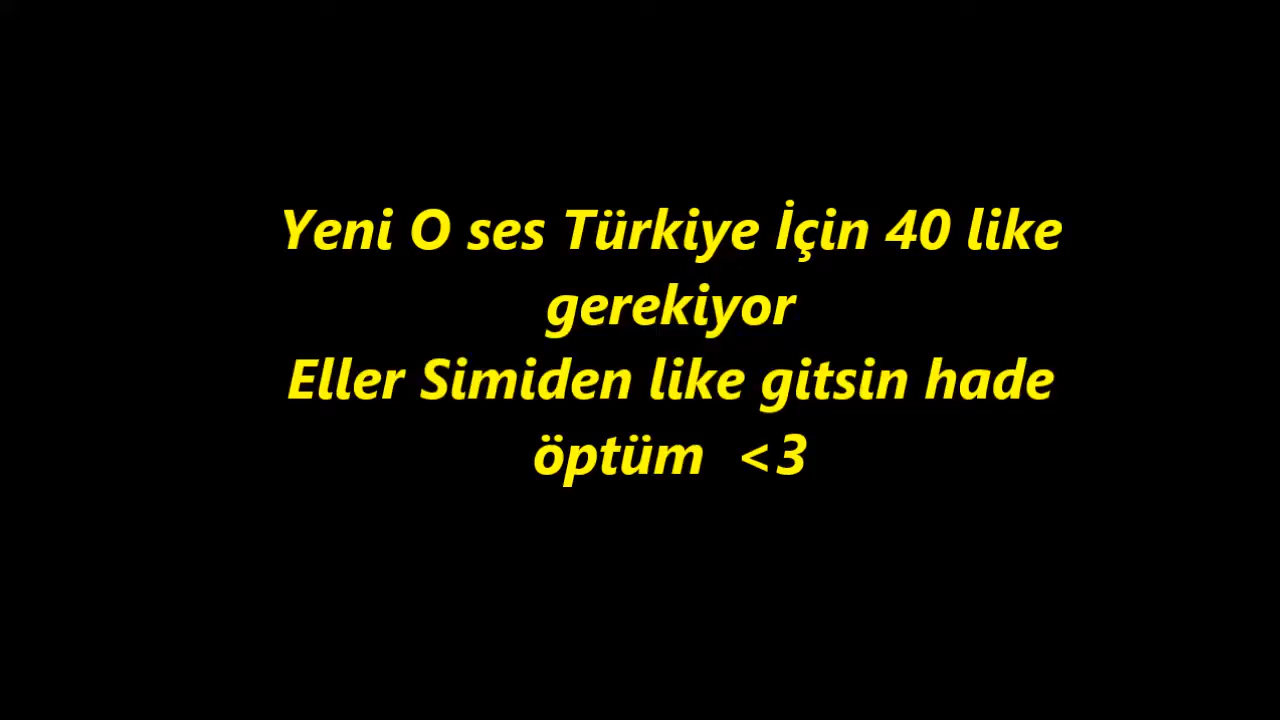 Yeni O ses Türkiye İçin 40 like
gerekiyor
Eller Simiden like gitsin hade
öptüm <3